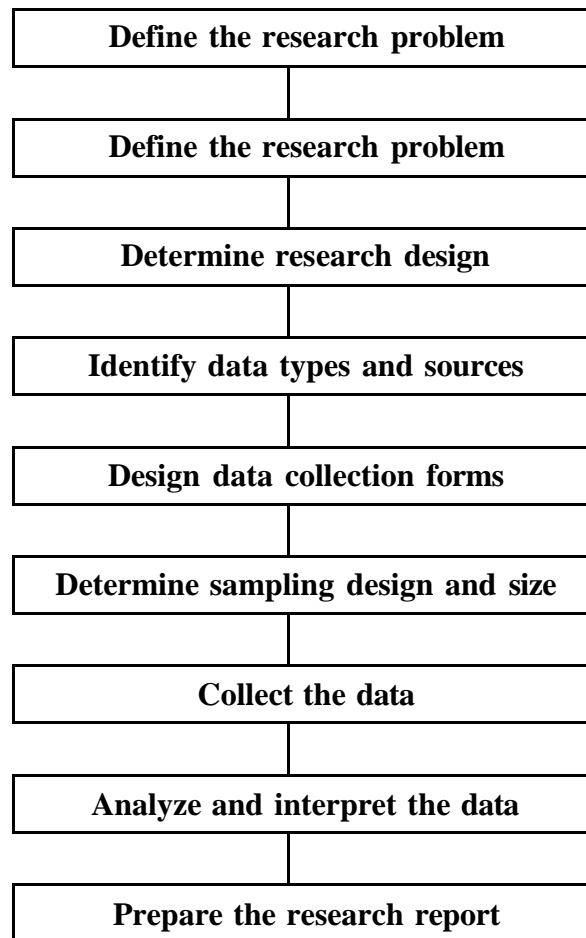 Define the research problem
Define the research problem
Determine research design
Identify data types and sources
Design data collection forms
Determine sampling design and size
Collect the data
Analyze and interpret the data
Prepare the research report